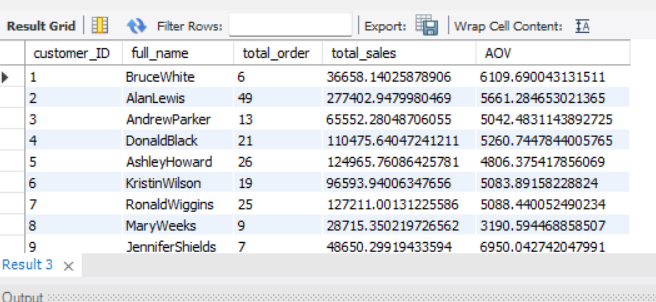 Result Grid Filter Rows: Export: Wrap Cell Content: IA
customer_ID full_name total_order total_sales AOV
1 BruceWhite 6 36658.14025878906 6109.690043131511
2 AlanLewis 49 277402.9479980469 5661.284653021365
3 AndrewParker 13 65552.28048706055 5042.4831143892725
4 DonaldBlack 21 110475.64047241211 5260.7447844005765
5 AshleyHoward 26 124965.76086425781 4806.375417856069
6 KristinWilson 19 96593.94006347656 5083.89158228824
7 RonaldWiggins 25 127211.00131225586 5088.440052490234
8 MaryWeeks 9 28715.350219726562 3190.594468858507
9 JenniferShields 7 48650.29919433594 6950.042742047991
Result 3
Output